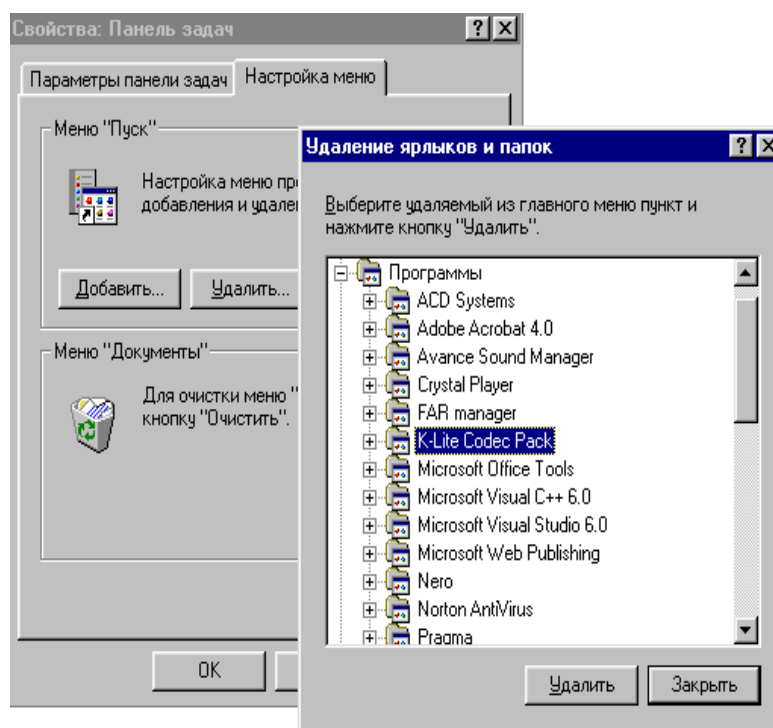 Свойства: Панель задач
Параметры панели задач
Настройка меню
Меню "Пуск"
Настройка меню
добавления и
Добавить...
Удалить...
Меню "Документы"
Для очистки меню "
кнопку "Очистить".
OK
Удаление ярлыков и папок
Выберите удаляемый из главного меню пункт и
нажмите кнопку "Удалить".
Программы
ACD Systems
Adobe Acrobat 4.0
Avance Sound Manager
Crystal Player
FAR manager
K-Lite Codec Pack
Microsoft Office Tools
Microsoft Visual C++ 6.0
Microsoft Visual Studio 6.0
Microsoft Web Publishing
Nero
Norton AntiVirus
Pragma
Удалить
Закрыть